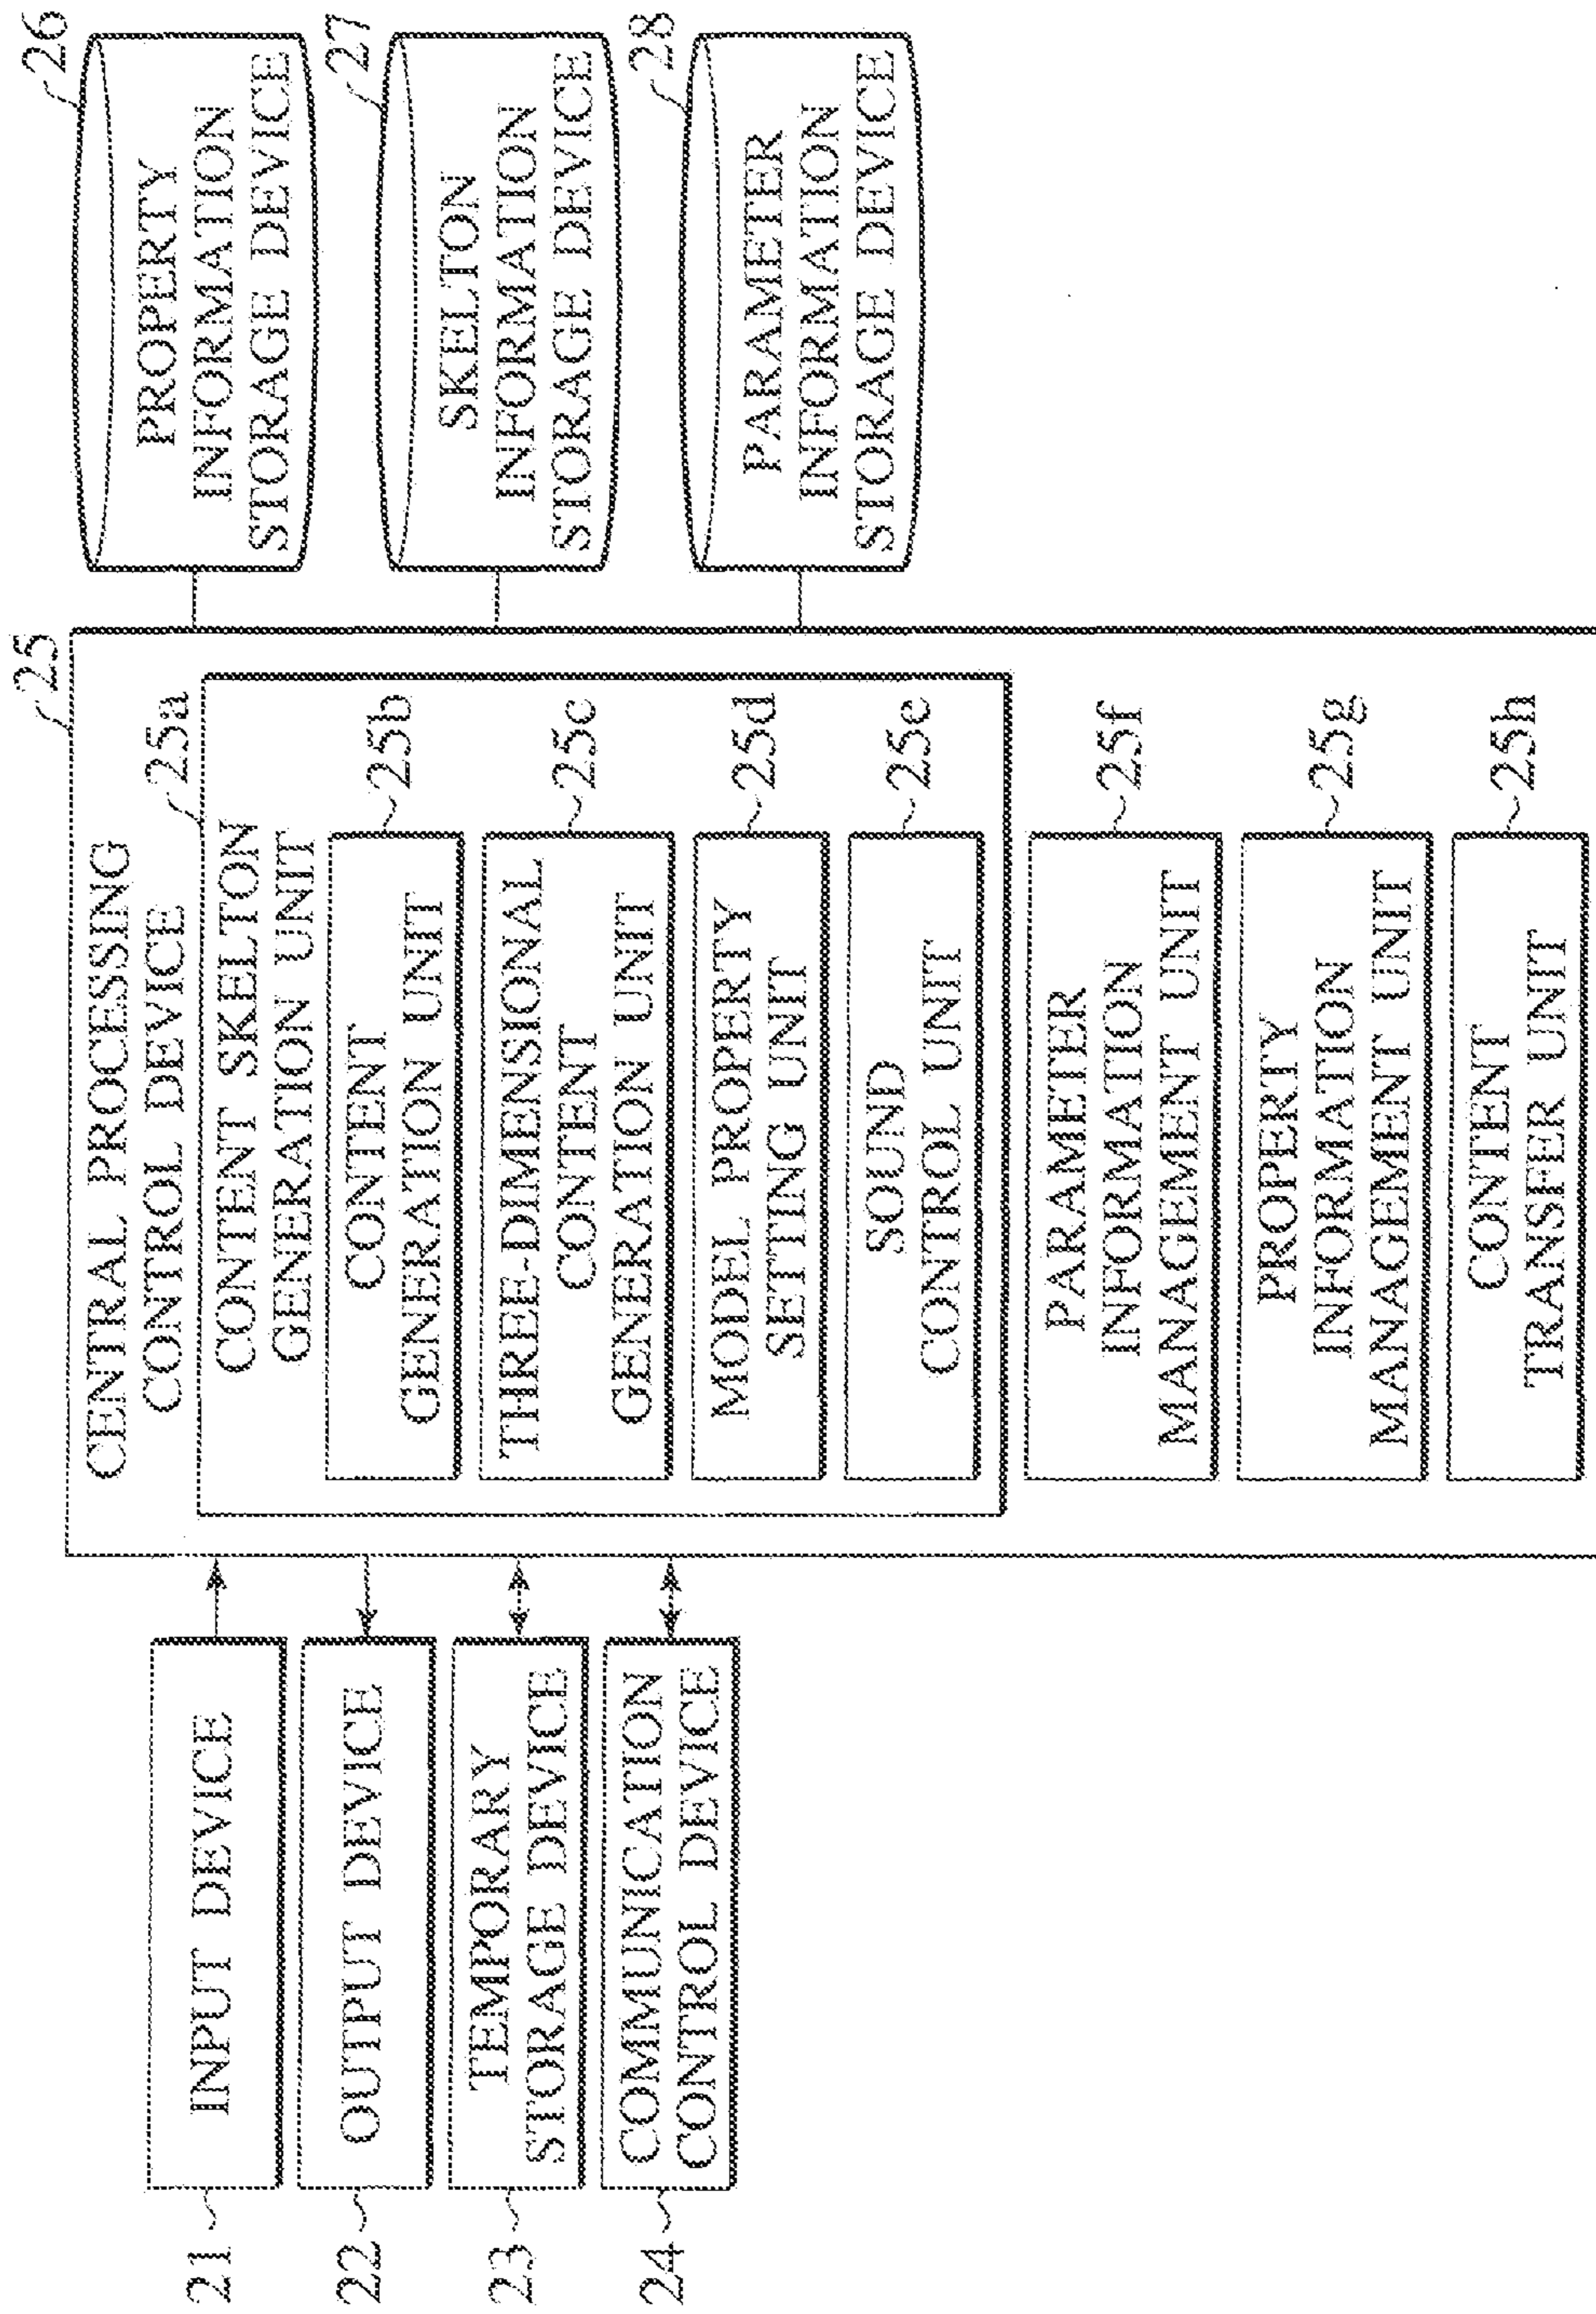 21
INPUT DEVICE
22
OUTPUT DEVICE
23
TEMPORARY
STORAGE DEVICE
24
COMMUNICATION
CONTROL DEVICE
25
CENTRAL PROCESSING
CONTROL DEVICE
25a
CONTENT SKELTON
GENERATION UNIT
CONTENT
GENERATION UNIT
25b
THREE-DIMENSIONAL
CONTENT
GENERATION UNIT
25c
MODEL PROPERTY
SETTING UNIT
25d
SOUND
CONTROL UNIT
25e
PARAMETER
INFORMATION
MANAGEMENT UNIT
25f
PROPERTY
INFORMATION
MANAGEMENT UNIT
25g
CONTENT
TRANSFER UNIT
25h
26
PROPERTY
INFORMATION
STORAGE DEVICE
27
SKELTON
INFORMATION
STORAGE DEVICE
28
PARAMETER
INFORMATION
STORAGE DEVICE